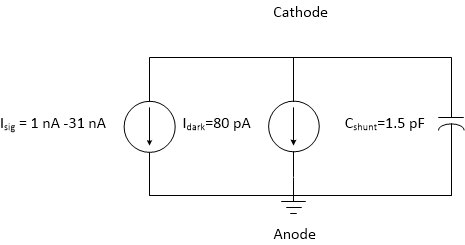 Cathode
Isig = 1 nA -31 nA
Idark=80 pA
Cshunt=1.5 pF
Anode